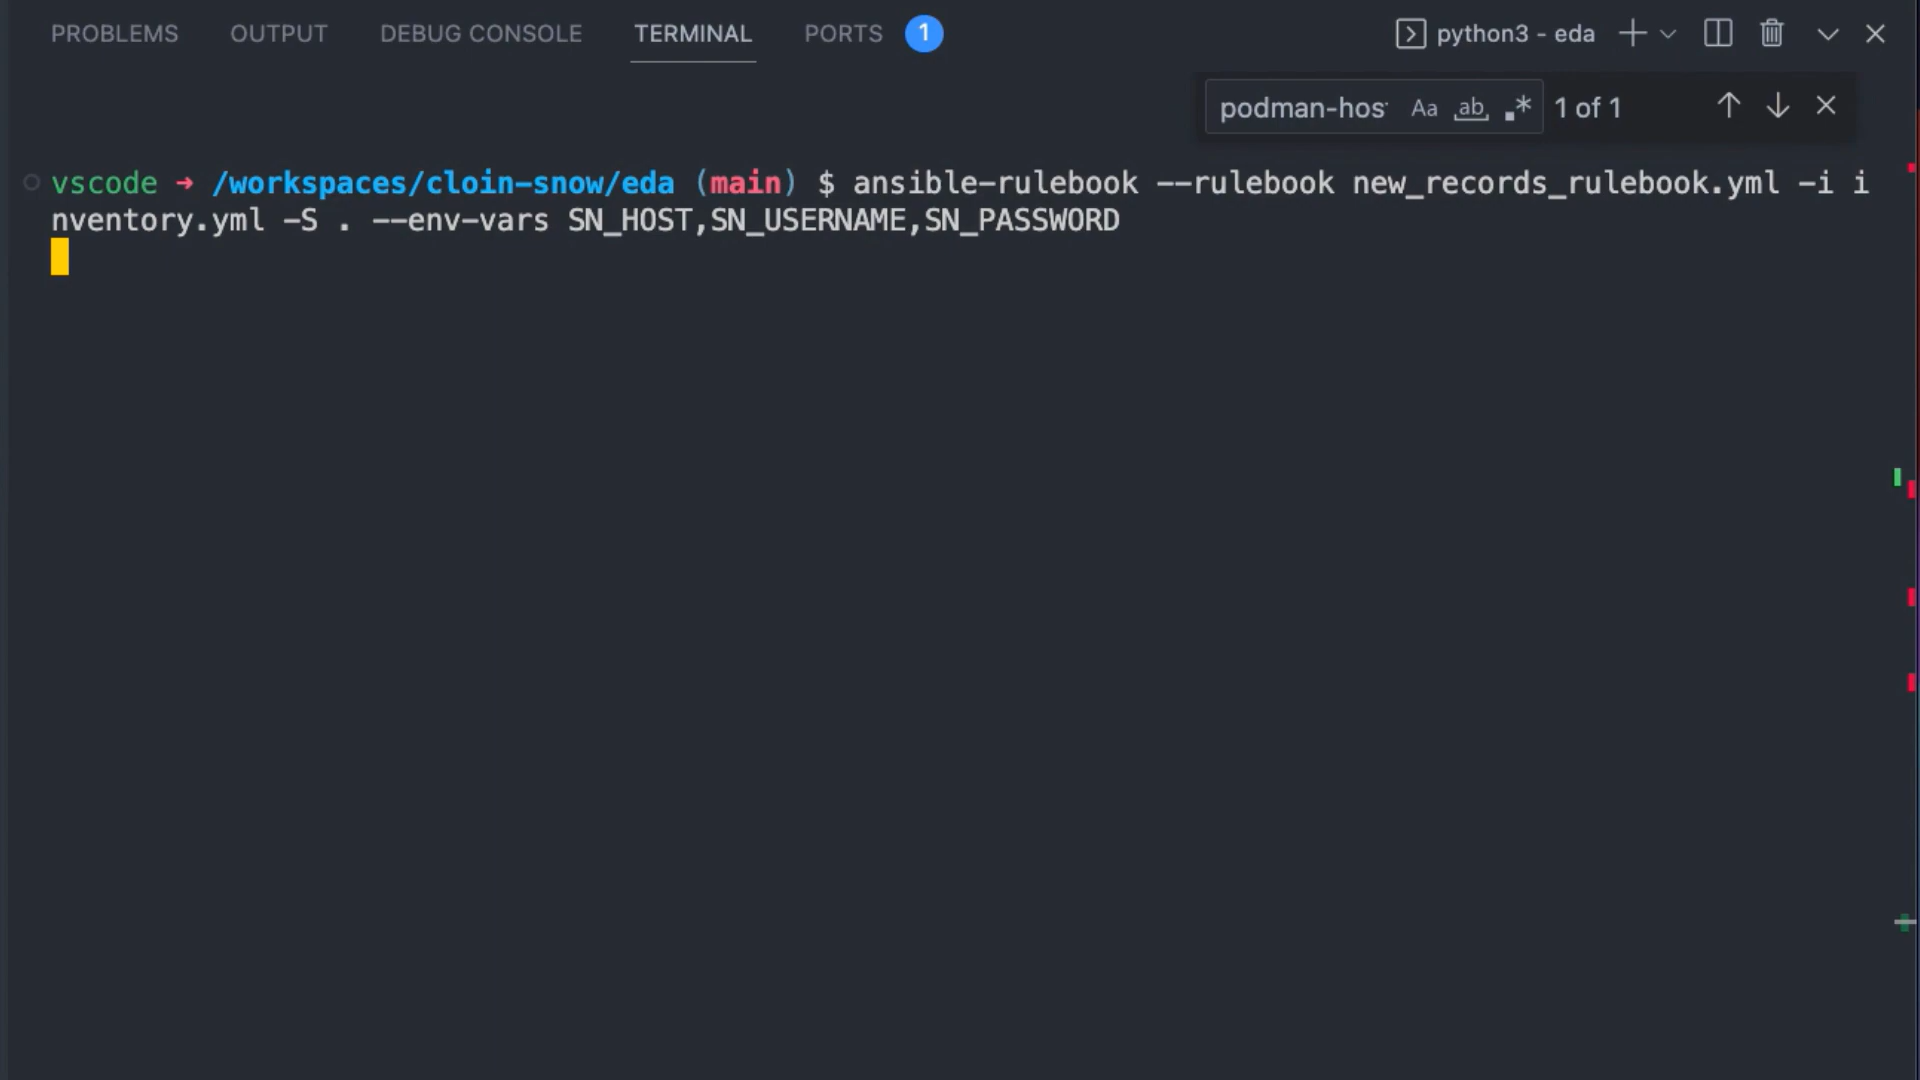 PROBLEMS OUTPUT DEBUG CONSOLE TERMINAL PORTS 1 python3 - eda
podman-hos Aa ab .* 1 of 1
vscode → /workspaces/cloin-snow/eda (main) $ ansible-rulebook --rulebook new_records_rulebook.yml -i i
nventory.yml -S . --env-vars SN_HOST,SN_USERNAME,SN_PASSWORD